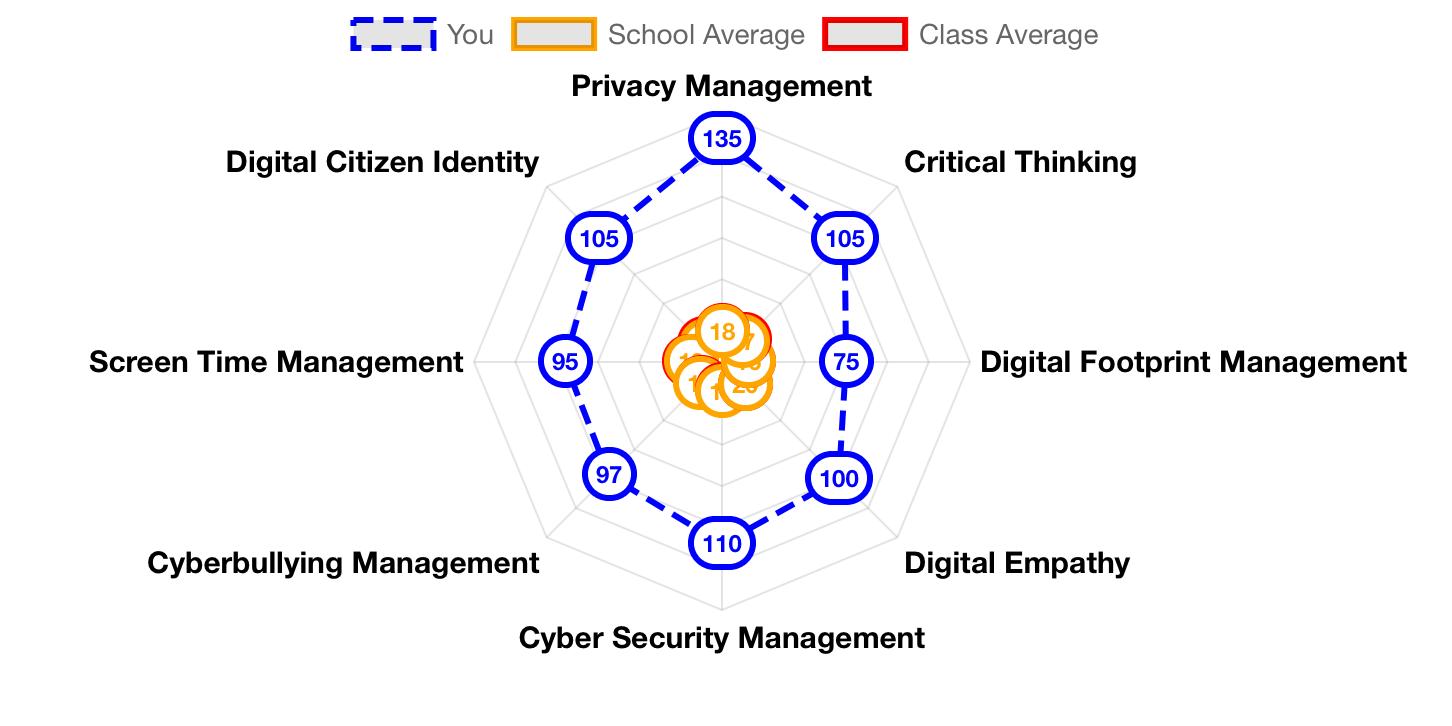 You School Average Class Average
Privacy Management
135
Digital Citizen Identity
Critical Thinking
105
105
18
Screen Time Management
95
75
Digital Footprint Management
97
100
110
Cyberbullying Management
Digital Empathy
Cyber Security Management